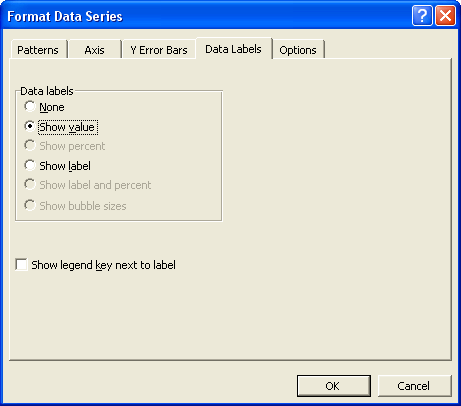 Format Data Series
Patterns Axis Y Error Bars Data Labels Options
Data labels
None
Show value
Show percent
Show label
Show label and percent
Show bubble sizes
Show legend key next to label
OK Cancel